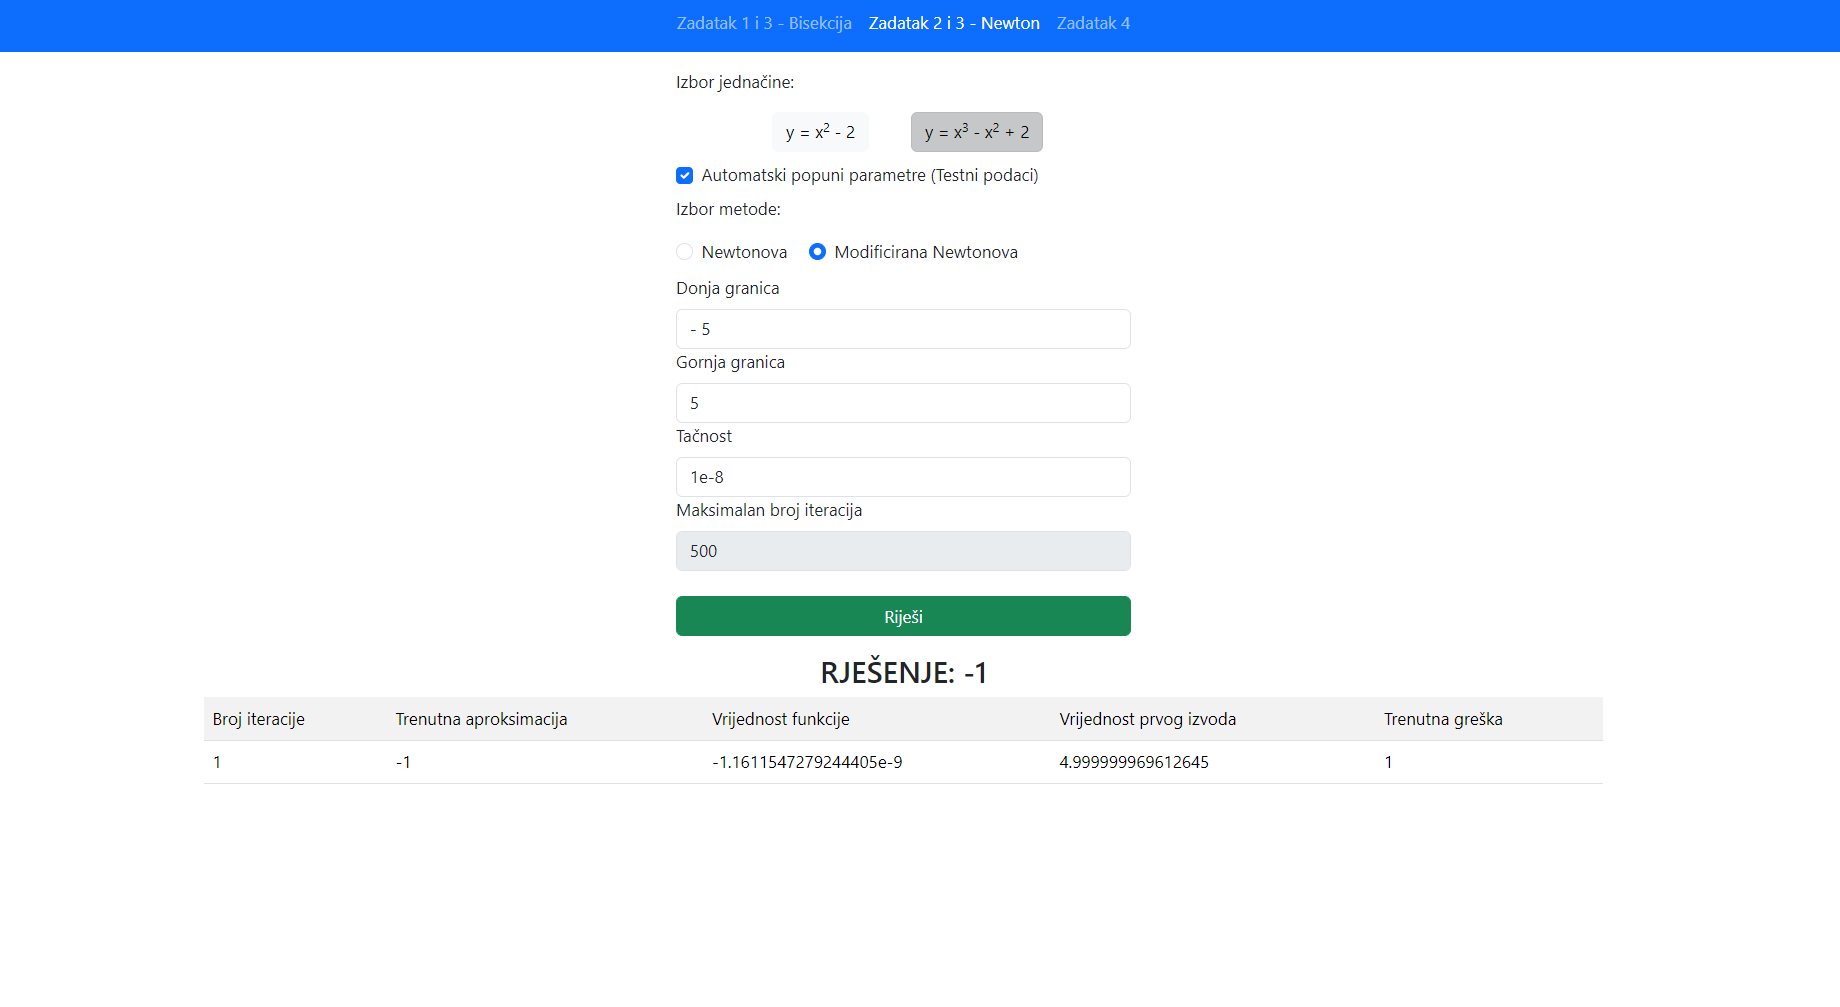 Zadatak 1 i 3 - Bisekcija Zadatak 2 i 3 - Newton Zadatak 4
Izbor jednačine:
y = x² - 2 y = x³ - x² + 2
Automatski popuni parametre (Testni podaci)
Izbor metode:
Newtonova Modificirana Newtonova
Donja granica
- 5
Gornja granica
5
Tačnost
1e-8
Maksimalan broj iteracija
500
Riješi
RJEŠENJE: -1
Broj iteracije Trenutna aproksimacija Vrijednost funkcije Vrijednost prvog izvoda Trenutna greška
1 -1 -1.1611547279244405e-9 4.999999969612645 1